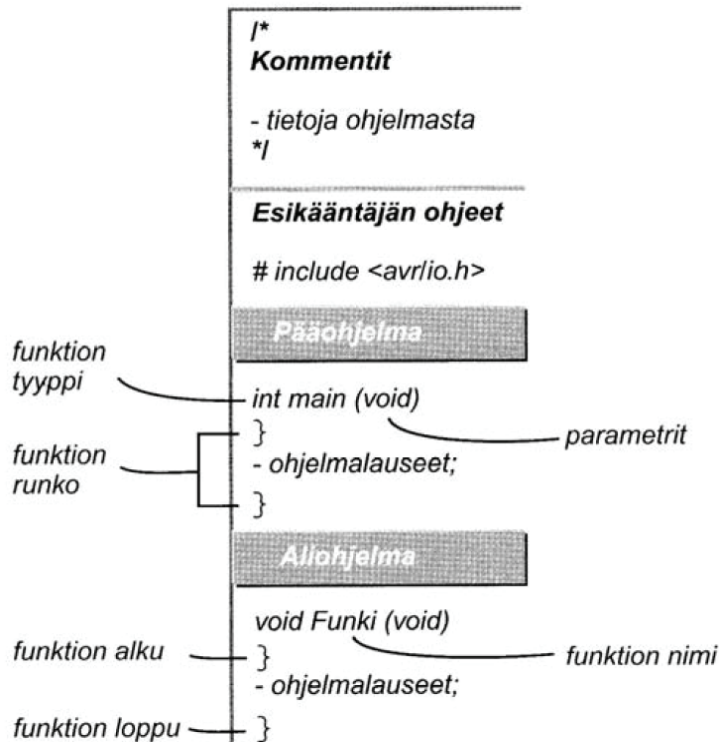 /*
Kommentit
- tietoja ohjelmasta
*/
Esikääntäjän ohjeet
# include <avr/io.h>
Pääohjelma
funktion
tyyppi
int main (void)
parametrit
}
funktion
runko
- ohjelmalauseet;
}
Aliohjelma
void Funki (void)
funktion nimi
funktion alku
}
- ohjelmalauseet;
funktion loppu
}